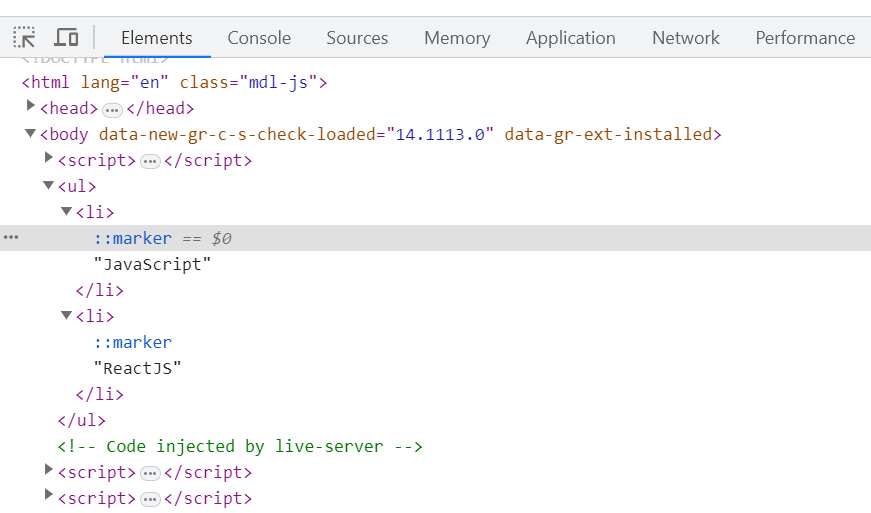 Elements Console Sources Memory Application Network Performance
<!DOCTYPE html>
<html lang="en" class="mdl-js">
<head> ••• </head>
<body data-new-gr-c-s-check-loaded="14.1113.0" data-gr-ext-installed>
<script> ••• </script>
<ul>
<li>
••• ::marker == $0
"JavaScript"
</li>
<li>
::marker
"ReactJS"
</li>
</ul>
<!-- Code injected by live-server -->
<script> ••• </script>
<script> ••• </script>